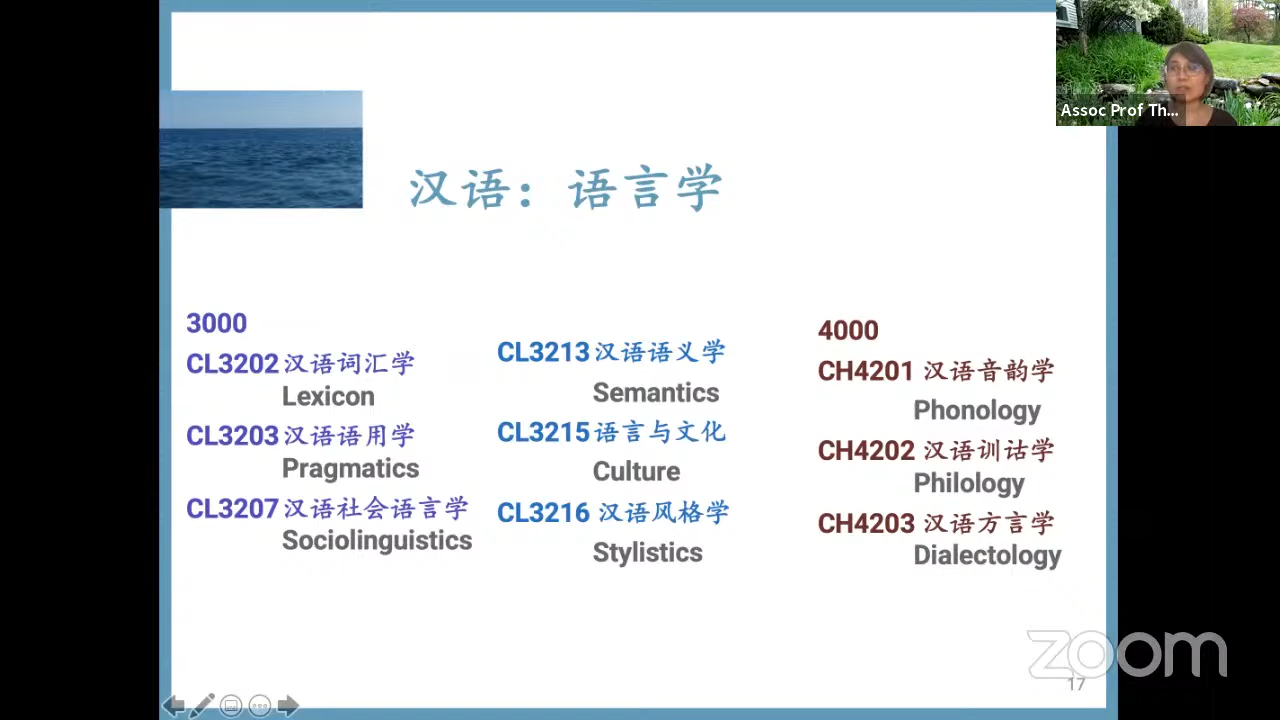 汉语：语言学
3000
CL3202 汉语词汇学
Lexicon
CL3203 汉语语用学
Pragmatics
CL3207 汉语社会语言学
Sociolinguistics
CL3213 汉语语义学
Semantics
CL3215 语言与文化
Culture
CL3216 汉语风格学
Stylistics
4000
CH4201 汉语音韵学
Phonology
CH4202 汉语训诂学
Philology
CH4203 汉语方言学
Dialectology
Assoc Prof Th...
zoom
17